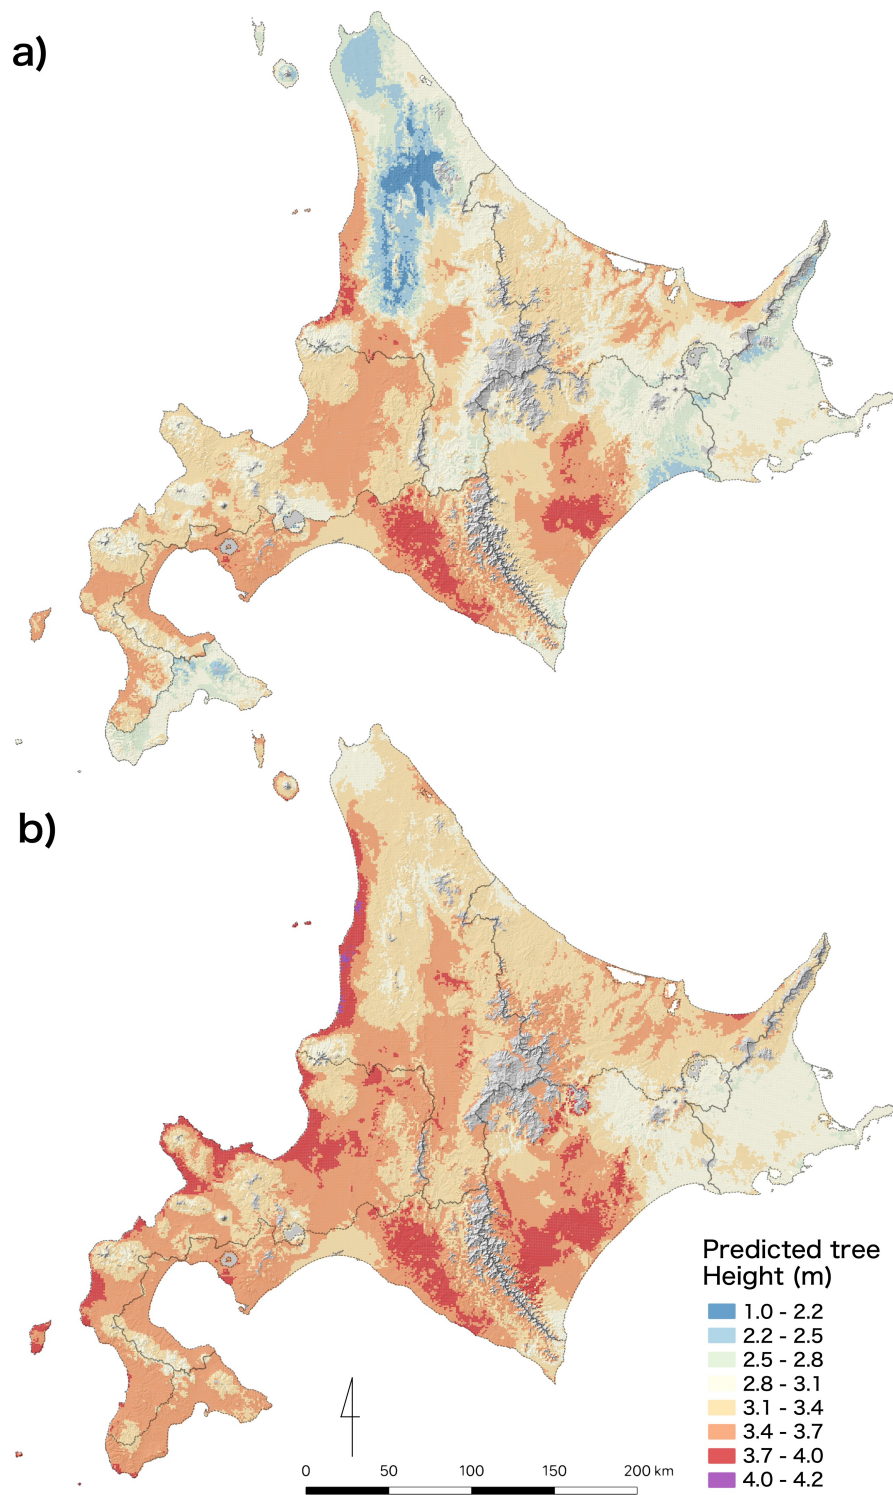 a)
b)
Predicted tree
Height (m)
1.0 - 2.2
2.2 - 2.5
2.5 - 2.8
2.8 - 3.1
3.1 - 3.4
3.4 - 3.7
3.7 - 4.0
4.0 - 4.2
0 50 100 150 200 km